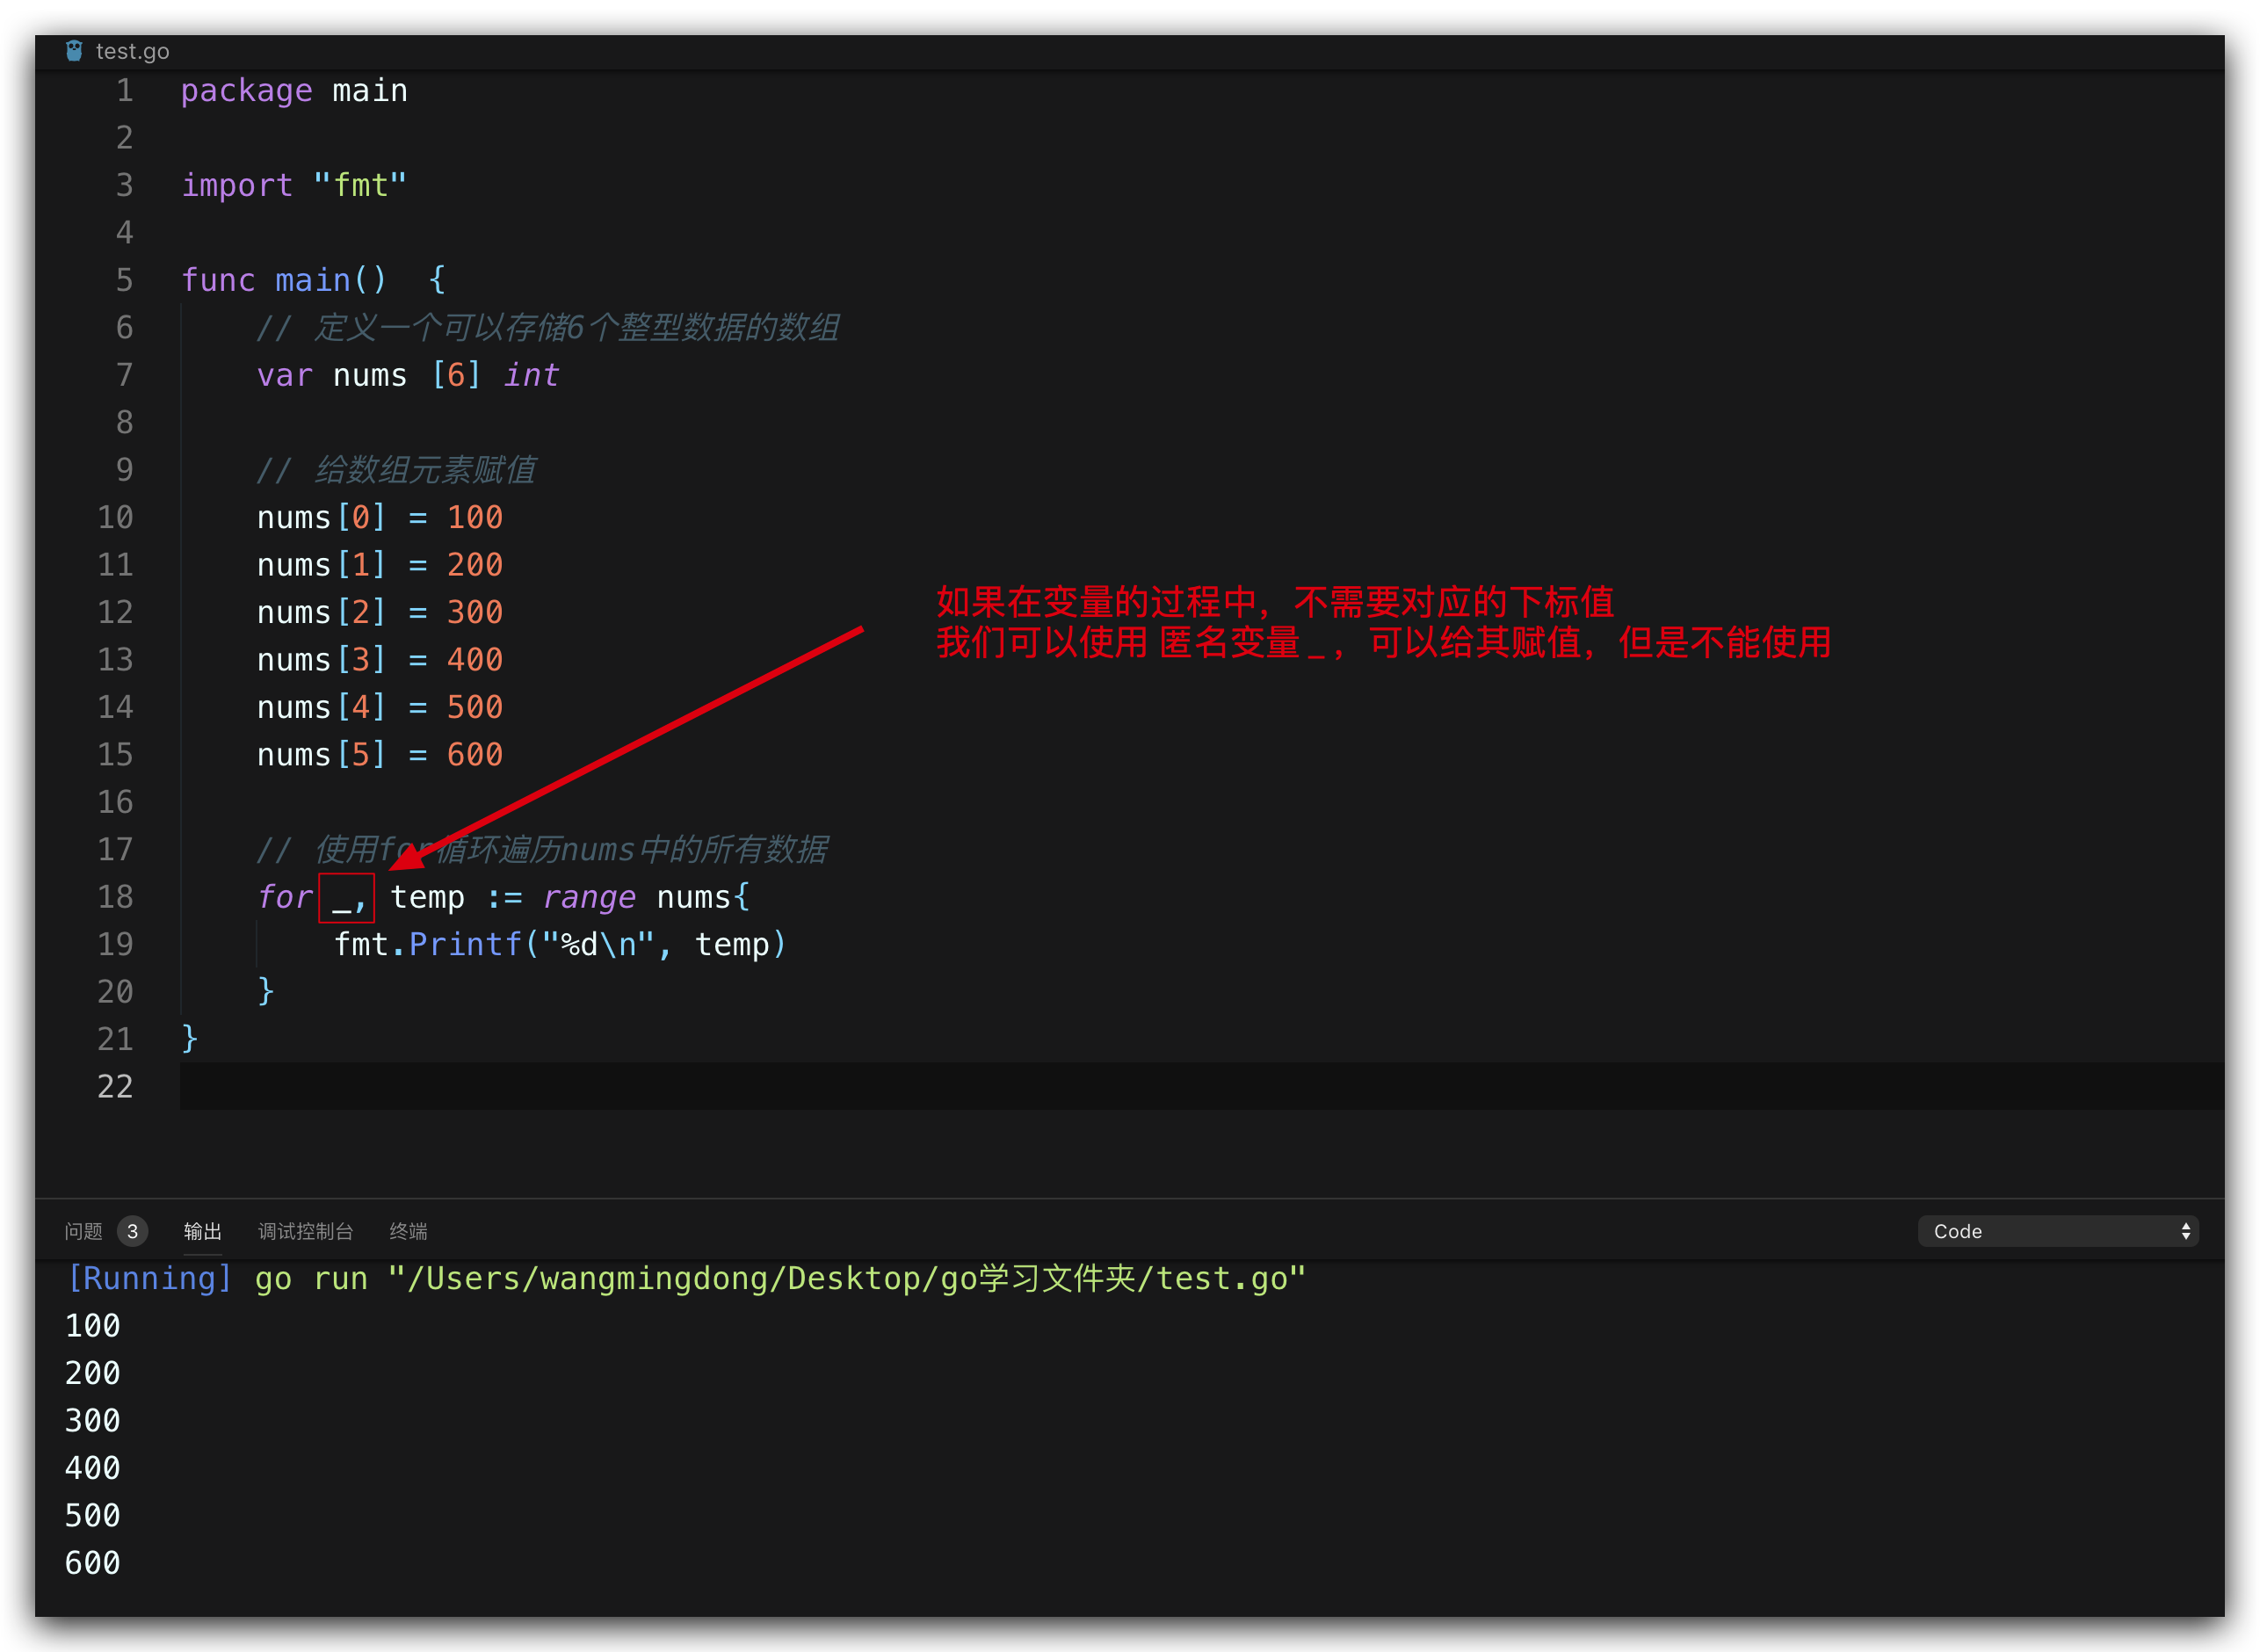 test.go
1 package main
2
3 import "fmt"
4
5 func main()  {
6     // 定义一个可以存储6个整型数据的数组
7     var nums [6] int
8
9     // 给数组元素赋值
10     nums[0] = 100
11     nums[1] = 200
12     nums[2] = 300
13     nums[3] = 400
14     nums[4] = 500
15     nums[5] = 600
16
如果在变量的过程中，不需要对应的下标值
我们可以使用 匿名变量 _ ，可以给其赋值，但是不能使用
17     // 使用for循环遍历nums中的所有数据
18     for _, temp := range nums{
19         fmt.Printf("%d\n", temp)
20     }
21 }
22
问题 3 输出 调试控制台 终端 Code
[Running] go run "/Users/wangmingdong/Desktop/go学习文件夹/test.go"
100
200
300
400
500
600